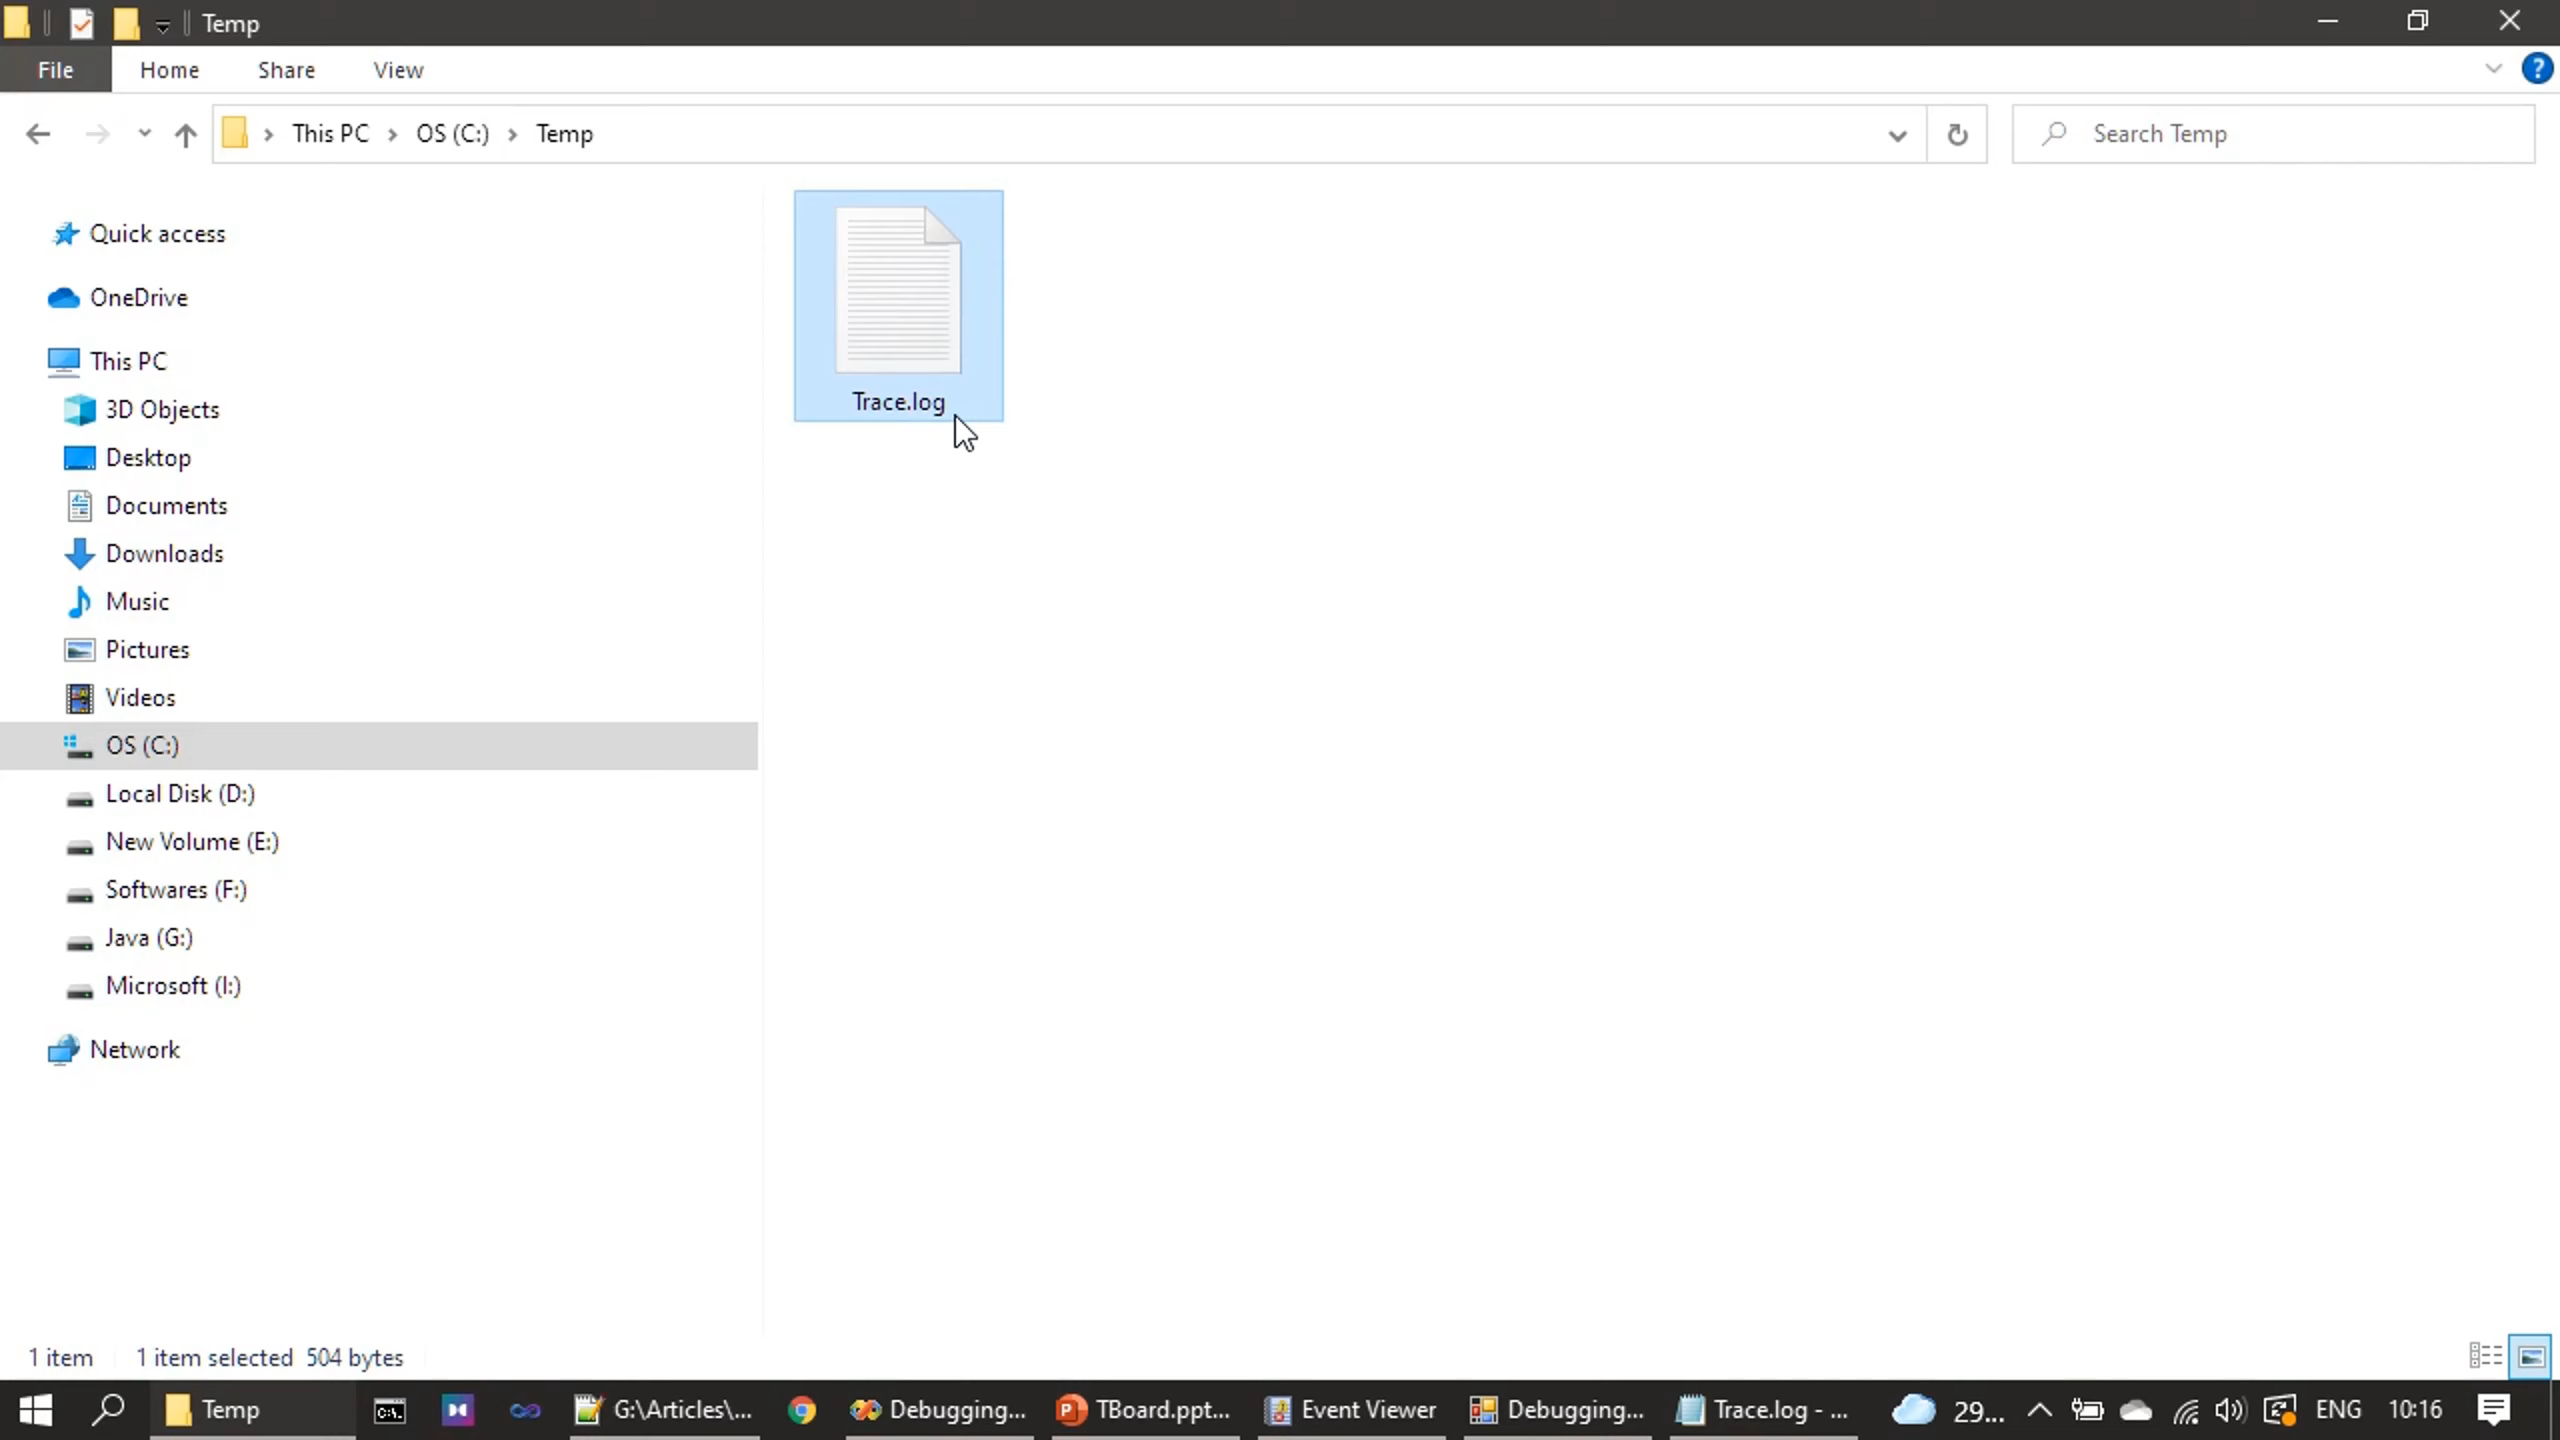 Temp
File Home Share View
This PC OS (C:) Temp
Search Temp
Quick access
OneDrive
This PC
3D Objects
Desktop
Documents
Downloads
Music
Pictures
Videos
OS (C:)
Local Disk (D:)
New Volume (E:)
Softwares (F:)
Java (G:)
Microsoft (I:)
Network
Trace.log
1 item 1 item selected 504 bytes
Temp G:\Articles\... Debugging... TBoard.ppt... Event Viewer Debugging... Trace.log - ... 29... ENG 10:16